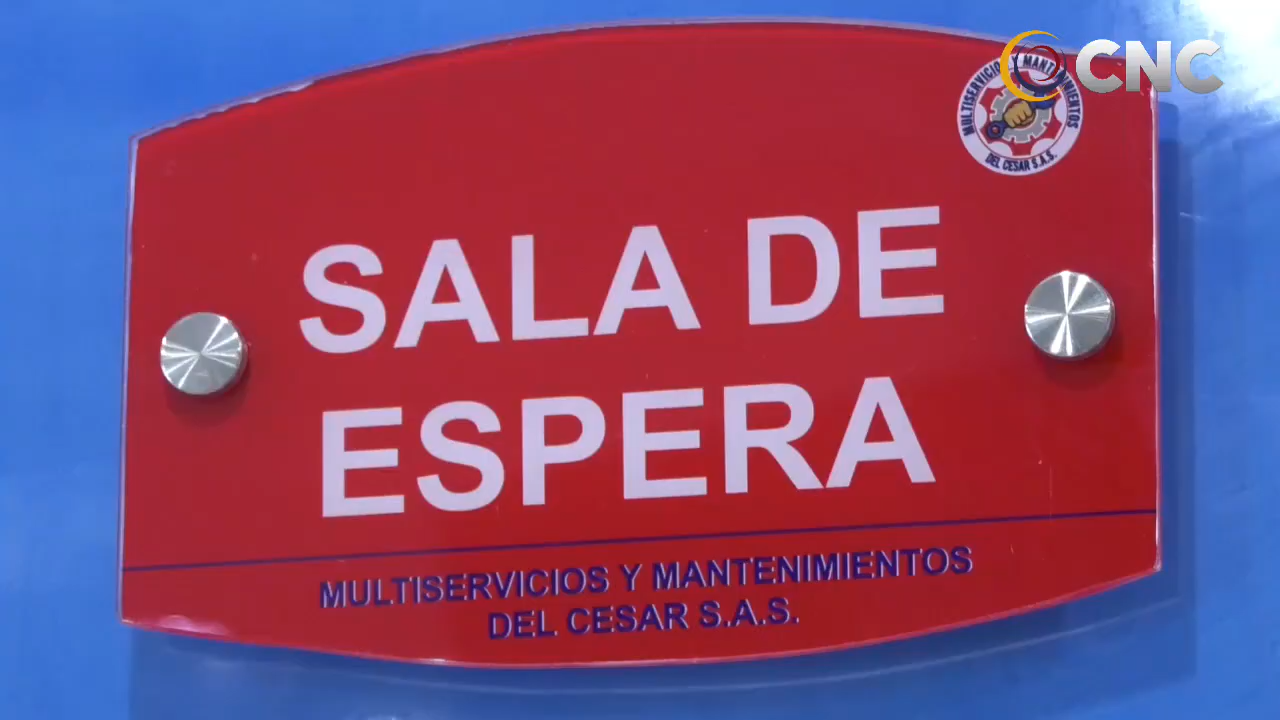 CNC
MULTISERVICIOS Y MANTENIMIENTOS
DEL CESAR S.A.S.
SALA DE
ESPERA
MULTISERVICIOS Y MANTENIMIENTOS
DEL CESAR S.A.S.